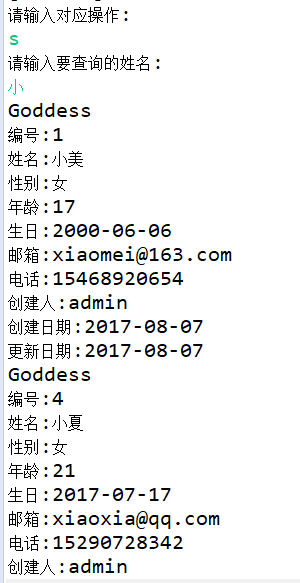 请输入对应操作:
s
请输入要查询的姓名:
小
Goddess
编号:1
姓名:小美
性别:女
年龄:17
生日:2000-06-06
邮箱:xiaomei@163.com
电话:15468920654
创建人:admin
创建日期:2017-08-07
更新日期:2017-08-07
Goddess
编号:4
姓名:小夏
性别:女
年龄:21
生日:2017-07-17
邮箱:xiaoxia@qq.com
电话:15290728342
创建人:admin